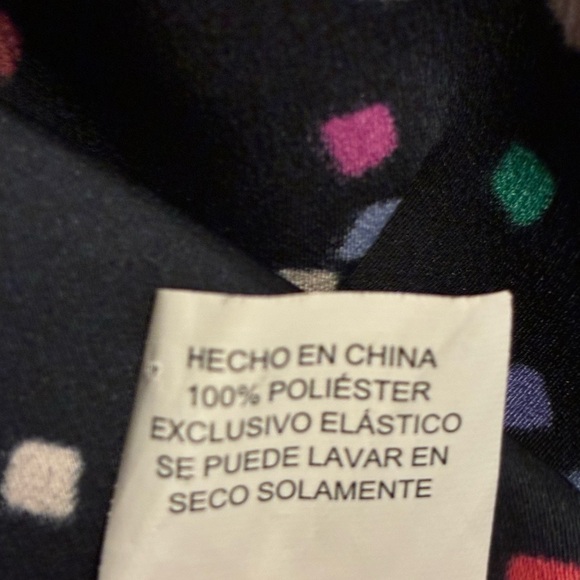 HECHO EN CHINA
100% POLIÉSTER
EXCLUSIVO ELÁSTICO
SE PUEDE LAVAR EN
SECO SOLAMENTE